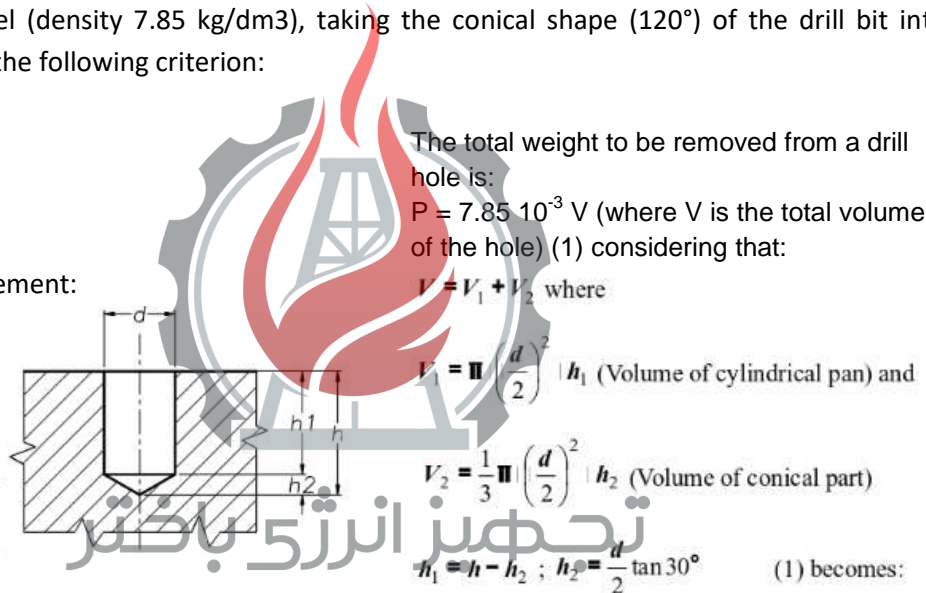 el (density 7.85 kg/dm3), taking the conical shape (120°) of the drill bit int
the following criterion:
The total weight to be removed from a drill
hole is:
P = 7.85 10⁻³ V (where V is the total volume
of the hole) (1) considering that:
ement:
V = V₁ + V₂ where
V₁ = π (d/2)² h₁ (Volume of cylindrical pan) and
V₂ = 1/3 π (d/2)² h₂ (Volume of conical part)
h₁ = h − h₂ ; h₂ = d/2 tan 30° (1) becomes:
d
h1
h
h2
تجهیز انرژی باختر